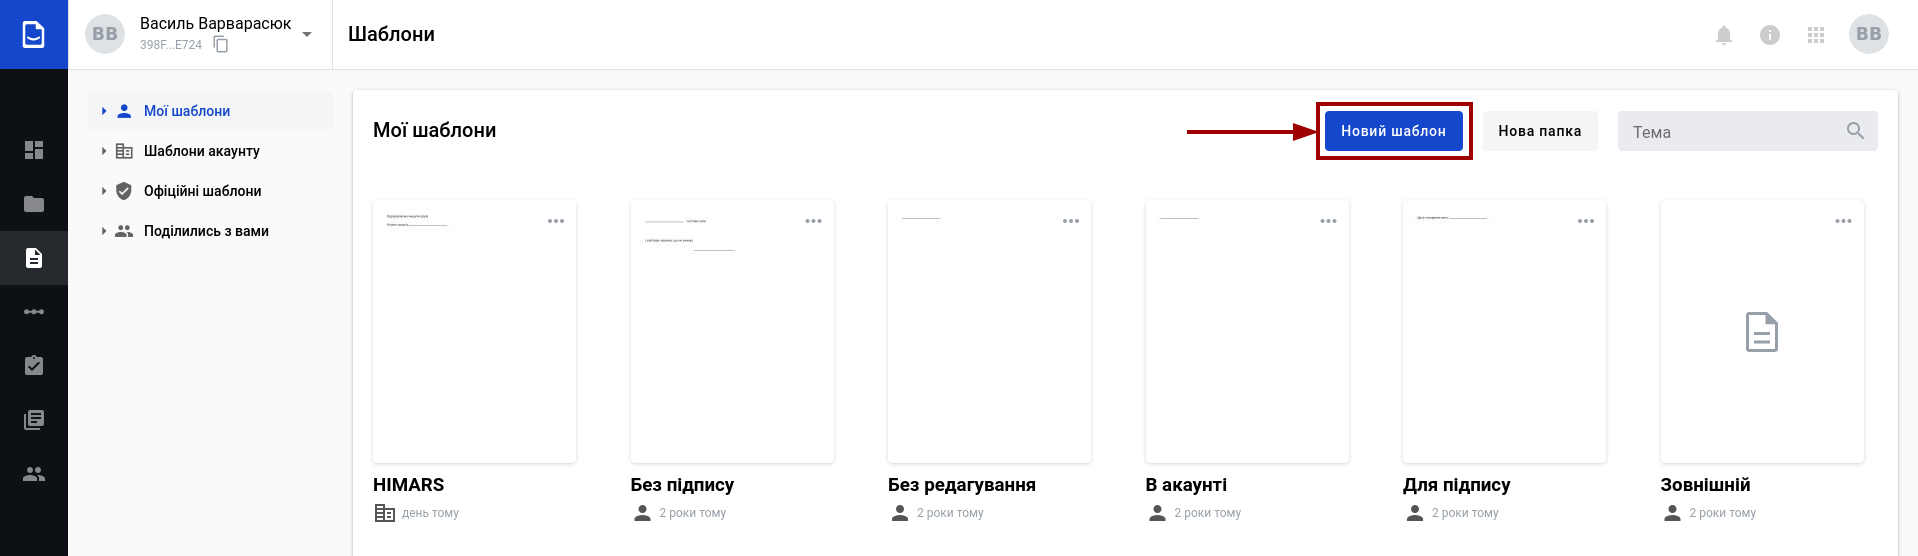 ВВ
Василь Варварасюк
398F...E724
Шаблони
ВВ
Мої шаблони
Шаблони акаунту
Офіційні шаблони
Поділились з вами
Мої шаблони
Новий шаблон
Нова папка
Тема
HIMARS
день тому
Без підпису
2 роки тому
Без редагування
2 роки тому
В акаунті
2 роки тому
Для підпису
2 роки тому
Зовнішній
2 роки тому